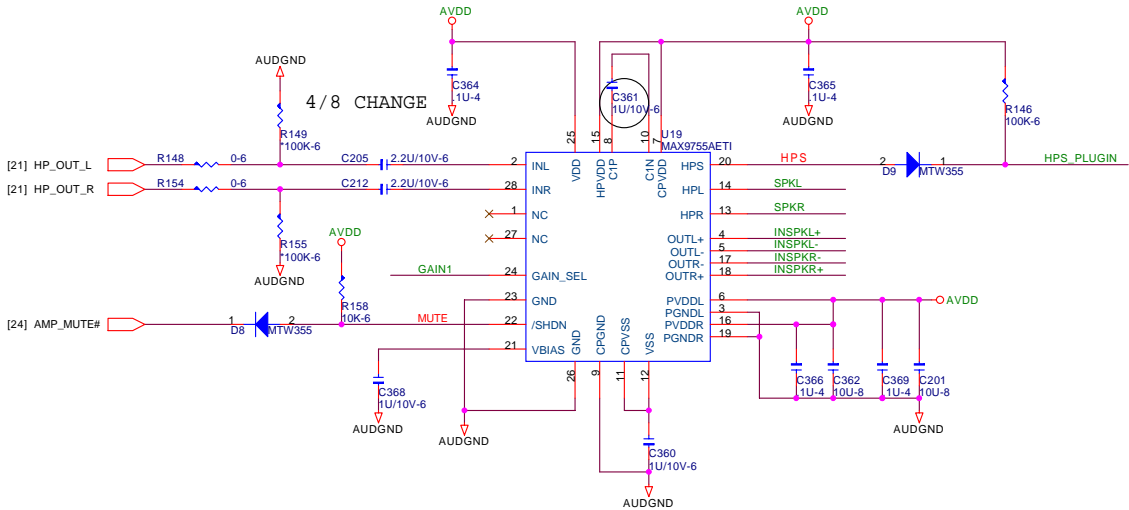 AVDD
AVDD
AUDGND
4/8 CHANGE
C364
.1U-4
AUDGND
C361
1U/10V-6
C365
.1U-4
AUDGND
R146
100K-6
R149
*100K-6
25
15
8
10
7
U19
MAX9755AETI
[21] HP_OUT_L
R148
0-6
C205
2.2U/10V-6
2
INL
VDD
HPVDD
C1P
C1N
CPVDD
HPS
20
HPS
2
1
D9
MTW355
HPS_PLUGIN
[21] HP_OUT_R
R154
0-6
C212
2.2U/10V-6
28
INR
HPL
14
SPKL
1
NC
HPR
13
SPKR
R155
*100K-6
AUDGND
AVDD
27
NC
OUTL+
4
INSPKL+
OUTL-
5
INSPKL-
OUTR-
17
INSPKR-
OUTR+
18
INSPKR+
GAIN1
24
GAIN_SEL
R158
10K-6
23
GND
PVDDL
6
AVDD
PGNDL
3
[24] AMP_MUTE#
1
2
D8
MTW355
MUTE
22
/SHDN
PVDDR
16
PGNDR
19
21
VBIAS
GND
CPGND
CPVSS
VSS
26
9
11
12
C368
1U/10V-6
AUDGND
C366
.1U-4
C362
10U-8
C369
.1U-4
C201
10U-8
AUDGND
AUDGND
C360
1U/10V-6
AUDGND